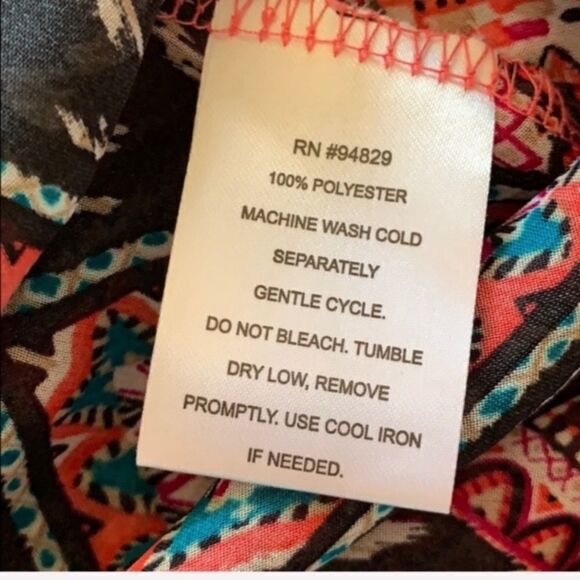 RN #94829
100% POLYESTER
MACHINE WASH COLD
SEPARATELY
GENTLE CYCLE.
DO NOT BLEACH. TUMBLE
DRY LOW, REMOVE
PROMPTLY. USE COOL IRON
IF NEEDED.